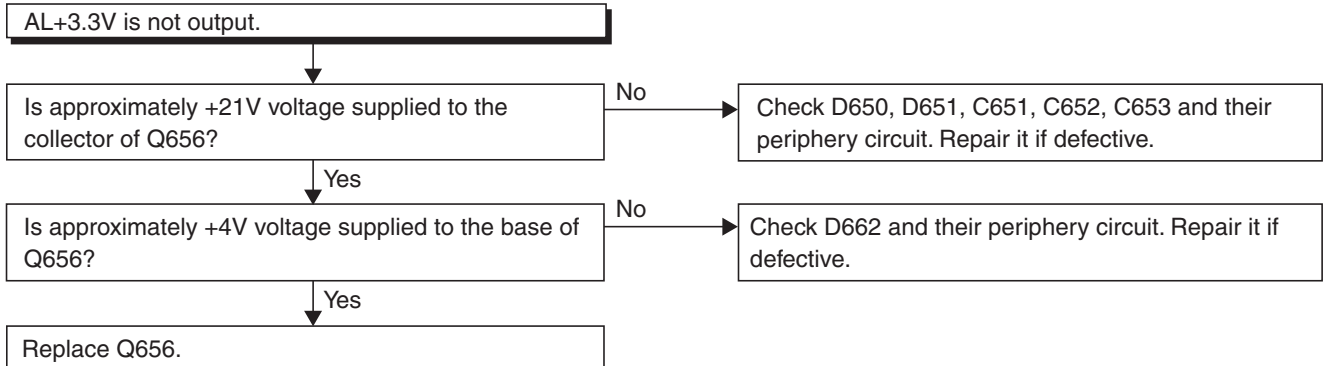 AL+3.3V is not output.
Is approximately +21V voltage supplied to the
collector of Q656?
No
Check D650, D651, C651, C652, C653 and their
periphery circuit. Repair it if defective.
Yes
Is approximately +4V voltage supplied to the base of
Q656?
No
Check D662 and their periphery circuit. Repair it if
defective.
Yes
Replace Q656.